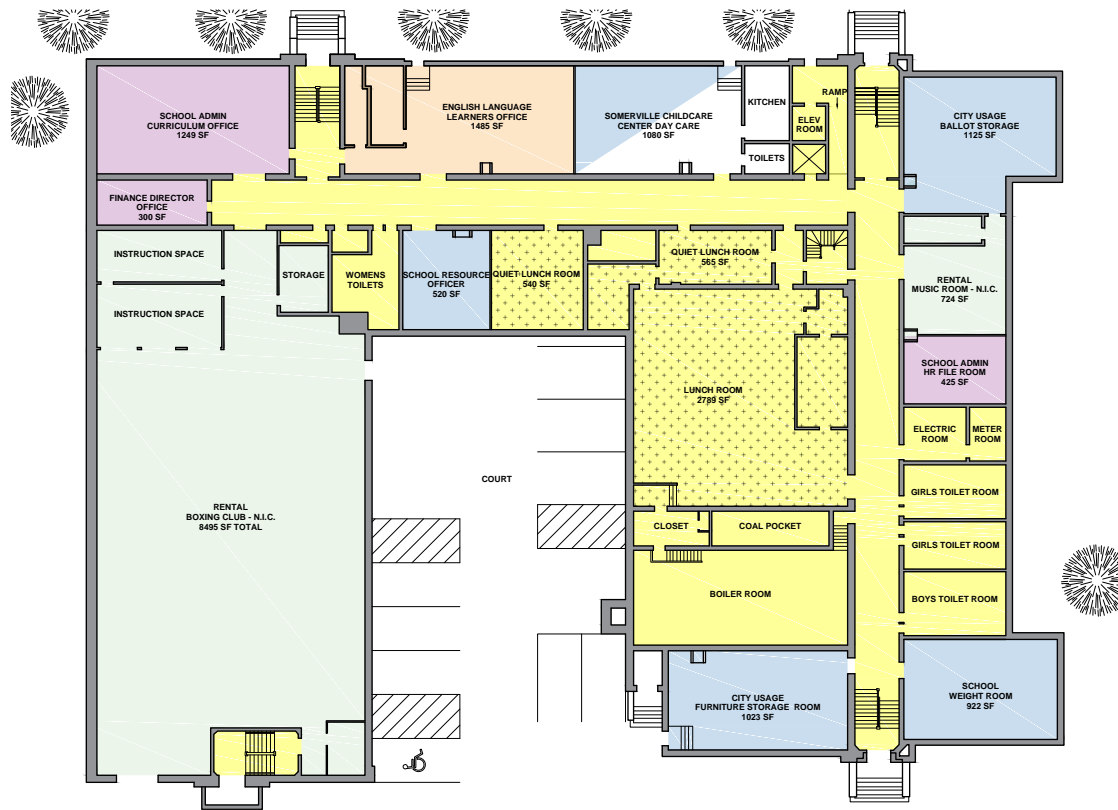 SCHOOL ADMIN
CURRICULUM OFFICE
1249 SF
ENGLISH LANGUAGE
LEARNERS OFFICE
1485 SF
SOMERVILLE CHILDCARE
CENTER DAY CARE
1080 SF
KITCHEN
TOILETS
RAMP
ELEV
ROOM
CITY USAGE
BALLOT STORAGE
1125 SF
FINANCE DIRECTOR
OFFICE
300 SF
INSTRUCTION SPACE
INSTRUCTION SPACE
STORAGE
WOMENS
TOILETS
SCHOOL RESOURCE
OFFICER
520 SF
QUIET LUNCH ROOM
540 SF
QUIET LUNCH ROOM
565 SF
RENTAL
MUSIC ROOM - N.I.C.
724 SF
SCHOOL ADMIN
HR FILE ROOM
425 SF
LUNCH ROOM
2789 SF
ELECTRIC
ROOM
METER
ROOM
COURT
GIRLS TOILET ROOM
RENTAL
BOXING CLUB - N.I.C.
8495 SF TOTAL
CLOSET
COAL POCKET
GIRLS TOILET ROOM
BOILER ROOM
BOYS TOILET ROOM
CITY USAGE
FURNITURE STORAGE ROOM
1023 SF
SCHOOL
WEIGHT ROOM
922 SF